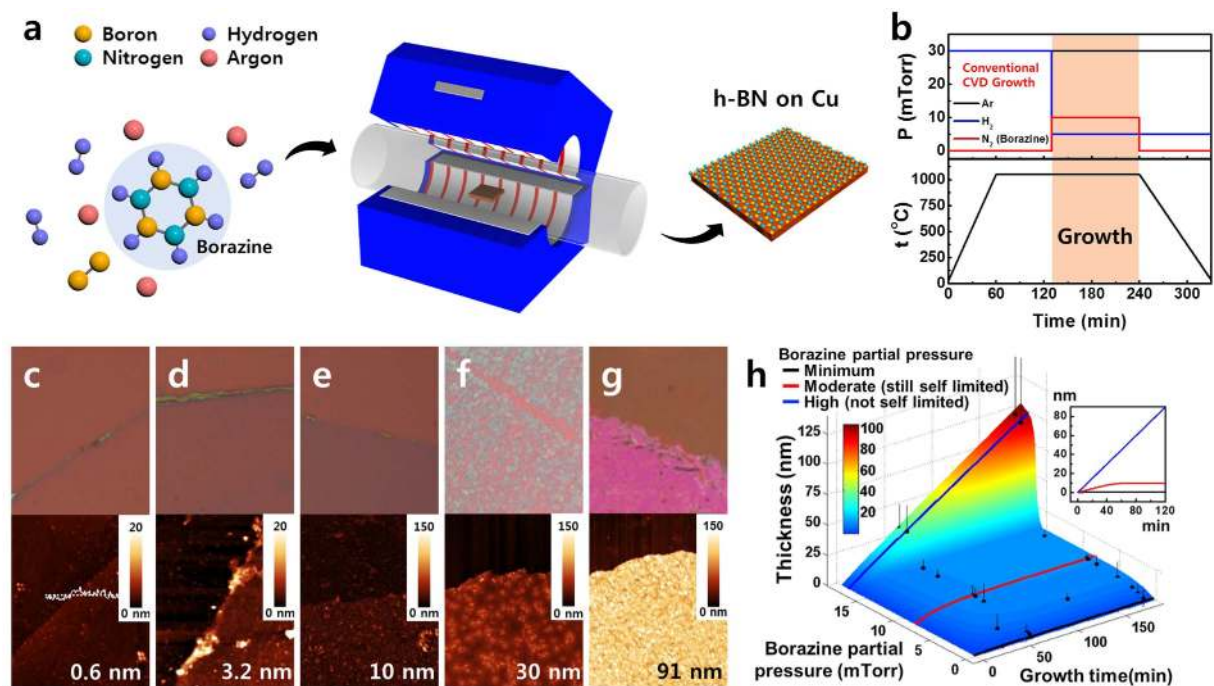 a
Boron
Hydrogen
Nitrogen
Argon
Borazine
h-BN on Cu
b
30
20
10
0
P (mTorr)
Conventional
CVD Growth
Ar
H2
N2 (Borazine)
1000
750
500
250
0
t (°C)
Growth
0 60 120 180 240 300
Time (min)
c
20
0 nm
0.6 nm
d
20
0 nm
3.2 nm
e
150
0 nm
10 nm
f
150
0 nm
30 nm
g
150
0 nm
91 nm
h
Borazine partial pressure
Minimum
Moderate (still self limited)
High (not self limited)
125
100
75
50
25
0
Thickness (nm)
100
80
60
40
20
nm
80
60
40
20
0
0 40 80 120
min
15
10
5
0
Borazine partial
pressure (mTorr)
0
50
100
150
Growth time(min)